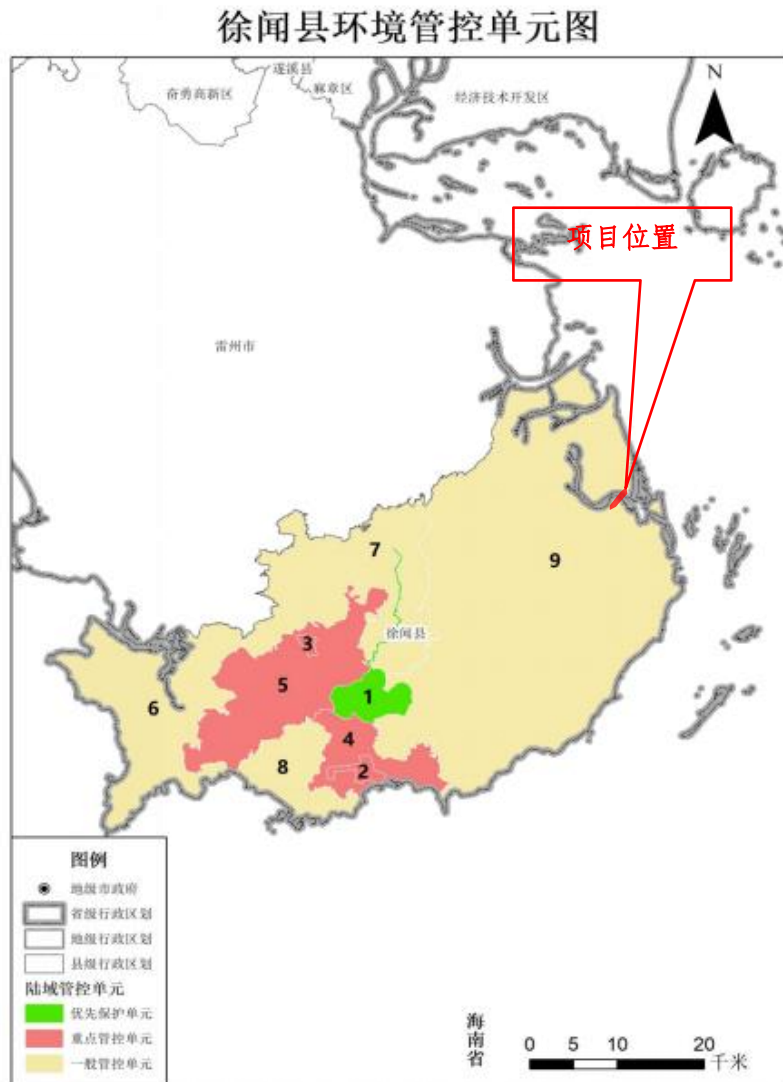 徐闻县环境管控单元图
遂溪县
奋勇高新区
麻章区
经济技术开发区
N
项目位置
雷州市
7
9
徐闻县
3
5
1
6
4
8
2
图例
地级市政府
省级行政区划
地级行政区划
县级行政区划
陆域管控单元
优先保护单元
重点管控单元
一般管控单元
海南省
0 5 10 20
千米